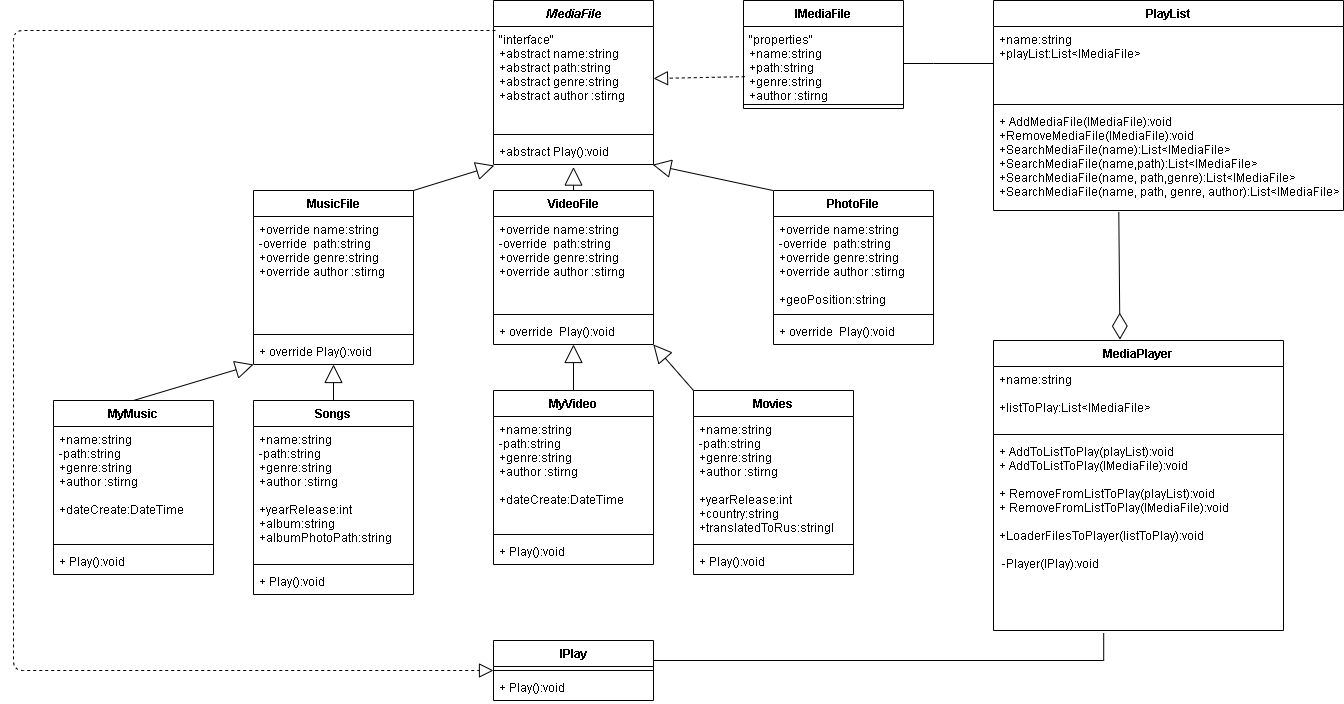 MediaFile
"interface"
+abstract name:string
+abstract path:string
+abstract genre:string
+abstract author :stirng
+abstract Play():void
IMediaFile
"properties"
+name:string
+path:string
+genre:string
+author :stirng
PlayList
+name:string
+playList:List<IMediaFile>
+ AddMediaFile(IMediaFile):void
+RemoveMediaFile(IMediaFile):void
+SearchMediaFile(name):List<IMediaFile>
+SearchMediaFile(name,path):List<IMediaFile>
+SearchMediaFile(name, path,genre):List<IMediaFile>
+SearchMediaFile(name, path, genre, author):List<IMediaFile>
MusicFile
+override name:string
-override  path:string
+override genre:string
+override author :stirng
+ override Play():void
VideoFile
+override name:string
-override  path:string
+override genre:string
+override author :stirng
+ override  Play():void
PhotoFile
+override name:string
-override  path:string
+override genre:string
+override author :stirng
+geoPosition:string
+ override  Play():void
MyMusic
+name:string
-path:string
+genre:string
+author :stirng
+dateCreate:DateTime
+ Play():void
Songs
+name:string
-path:string
+genre:string
+author :stirng
+yearRelease:int
+album:string
+albumPhotoPath:string
+ Play():void
MyVideo
+name:string
-path:string
+genre:string
+author :stirng
+dateCreate:DateTime
+ Play():void
Movies
+name:string
-path:string
+genre:string
+author :stirng
+yearRelease:int
+country:string
+translatedToRus:stringl
+ Play():void
MediaPlayer
+name:string
+listToPlay:List<IMediaFile>
+ AddToListToPlay(playList):void
+ AddToListToPlay(IMediaFile):void
+ RemoveFromListToPlay(playList):void
+ RemoveFromListToPlay(IMediaFile):void
+LoaderFilesToPlayer(listToPlay):void
-Player(IPlay):void
IPlay
+ Play():void